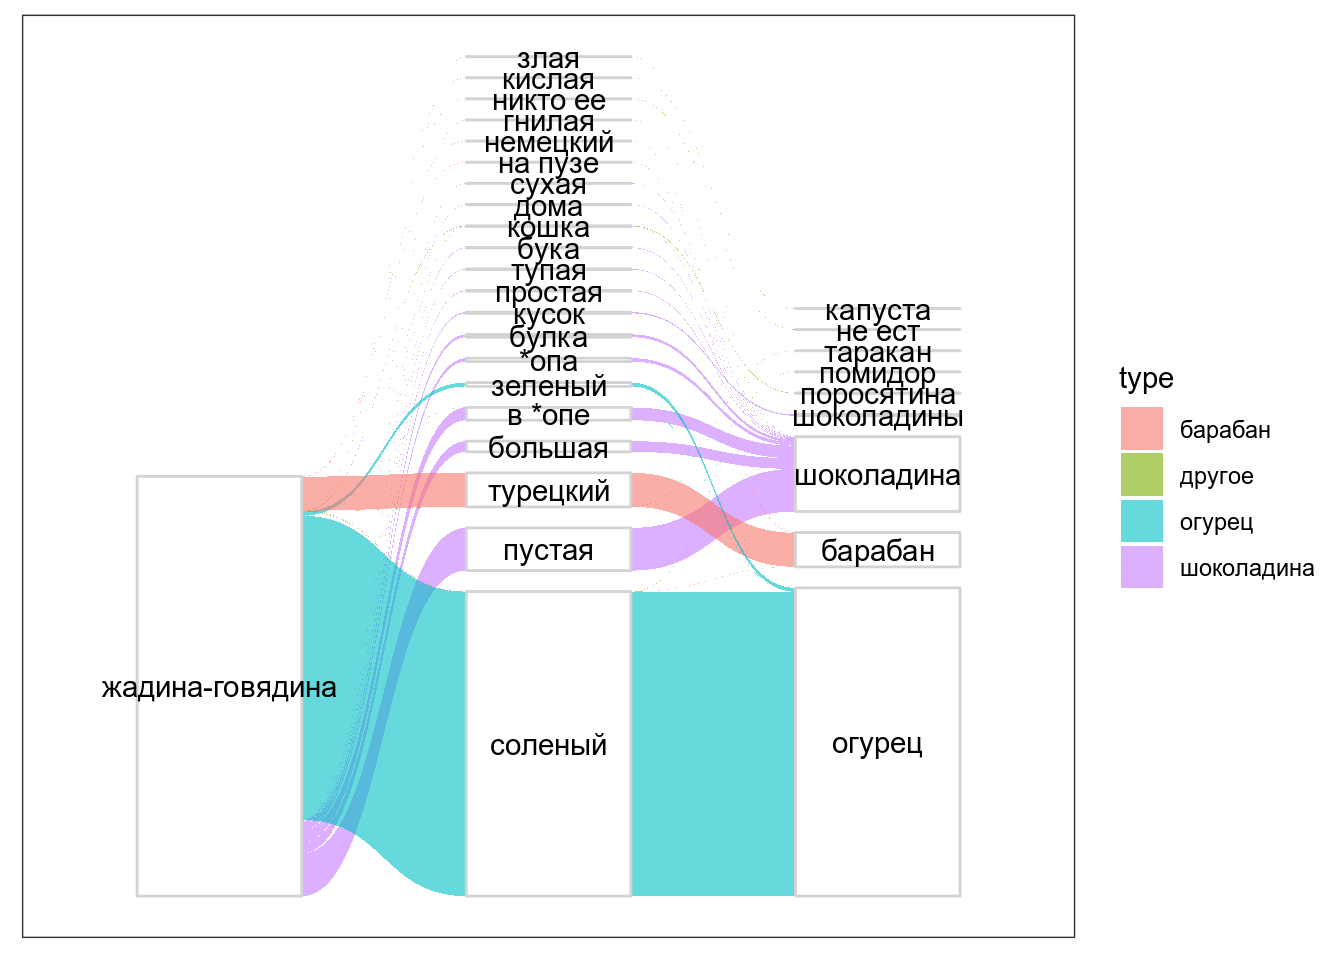 жадина-говядина
злая
кислая
никто ее
гнилая
немецкий
на пузе
сухая
дома
кошка
бука
тупая
простая
кусок
булка
*опа
зеленый
в *опе
большая
турецкий
пустая
соленый
капуста
не ест
таракан
помидор
поросятина
шоколадины
шоколадина
барабан
огурец
type
барабан
другое
огурец
шоколадина